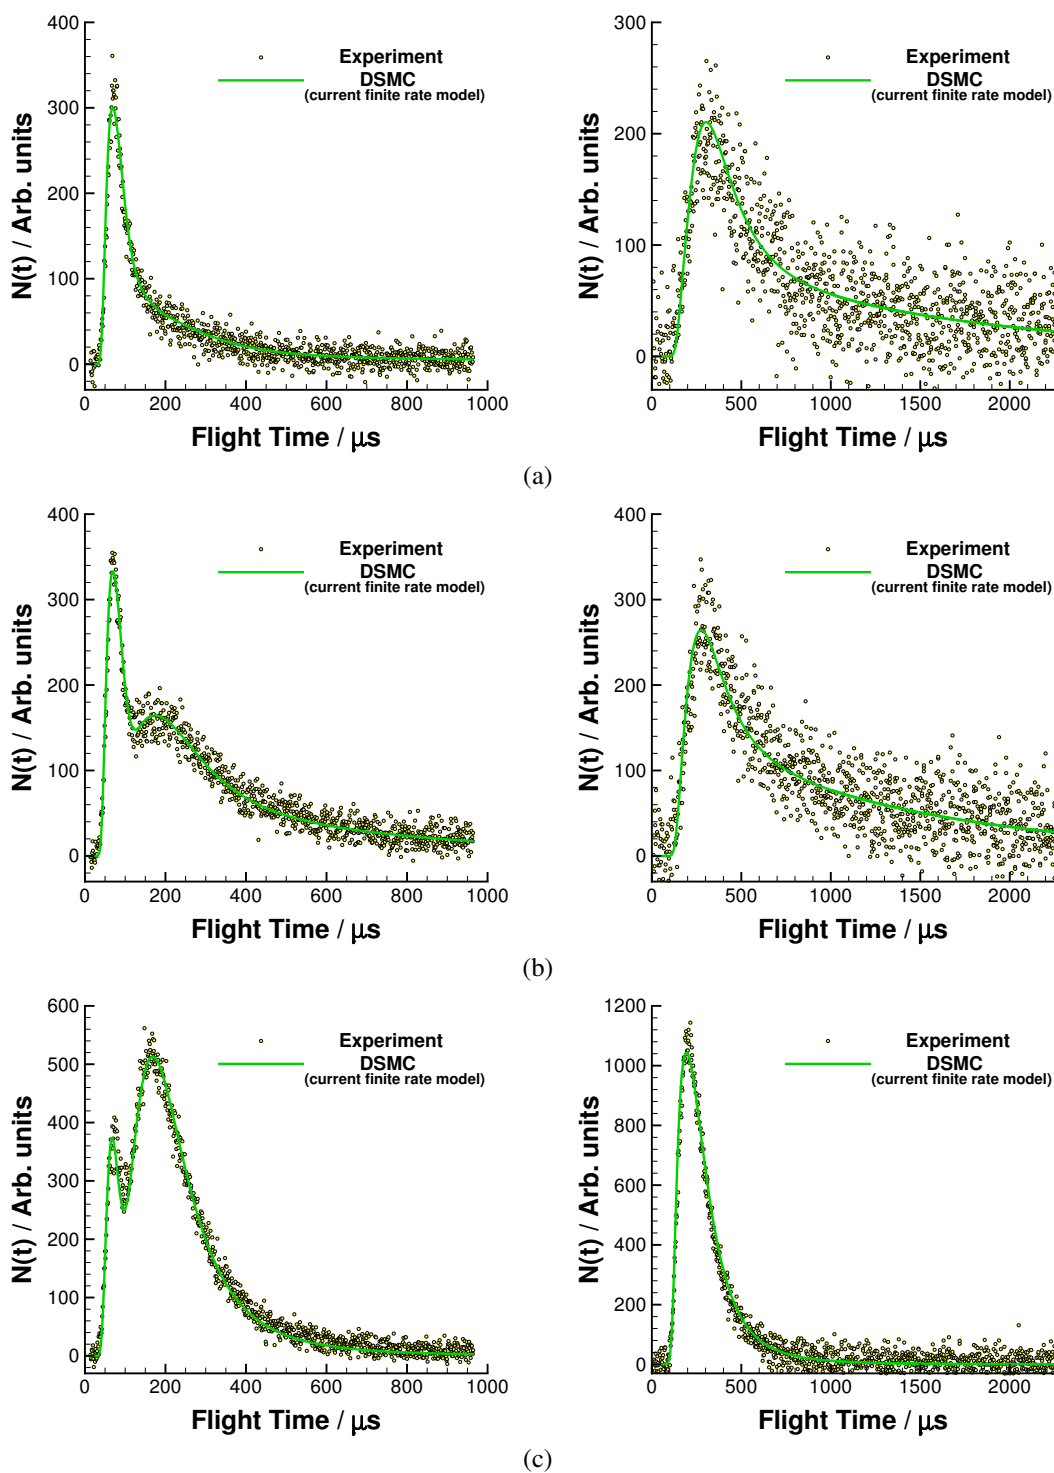 400
300
200
100
0
N(t) / Arb. units
Experiment
DSMC
(current finite rate model)
0 200 400 600 800 1000
Flight Time / μs
300
200
100
0
N(t) / Arb. units
Experiment
DSMC
(current finite rate model)
0 500 1000 1500 2000
Flight Time / μs
(a)
400
300
200
100
0
N(t) / Arb. units
Experiment
DSMC
(current finite rate model)
0 200 400 600 800 1000
Flight Time / μs
400
300
200
100
0
N(t) / Arb. units
Experiment
DSMC
(current finite rate model)
0 500 1000 1500 2000
Flight Time / μs
(b)
600
500
400
300
200
100
0
N(t) / Arb. units
Experiment
DSMC
(current finite rate model)
0 200 400 600 800 1000
Flight Time / μs
1200
1000
800
600
400
200
0
N(t) / Arb. units
Experiment
DSMC
(current finite rate model)
0 500 1000 1500 2000
Flight Time / μs
(c)